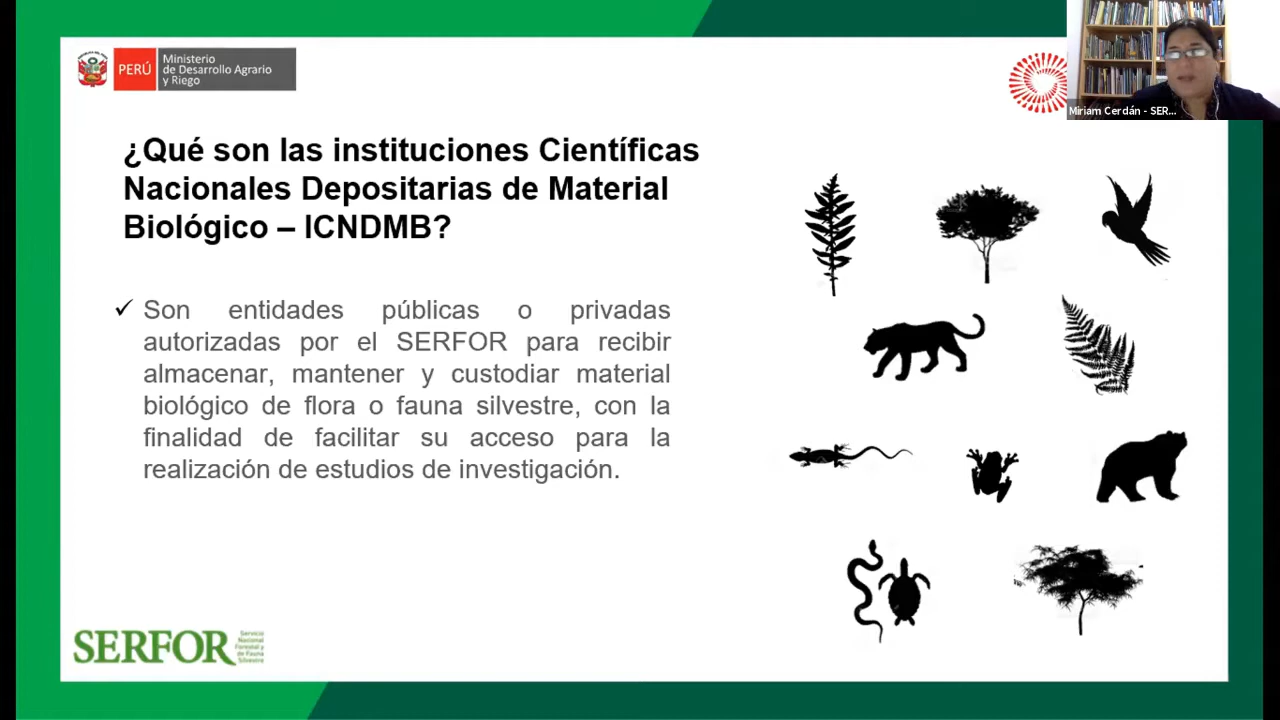 PERÚ
Ministerio
de Desarrollo Agrario
y Riego
Miriam Cerdán - SER...
¿Qué son las instituciones Científicas
Nacionales Depositarias de Material
Biológico – ICNDMB?
✓ Son entidades públicas o privadas
autorizadas por el SERFOR para recibir
almacenar, mantener y custodiar material
biológico de flora o fauna silvestre, con la
finalidad de facilitar su acceso para la
realización de estudios de investigación.
SERFOR
Servicio
Nacional
Forestal y
de Fauna
Silvestre